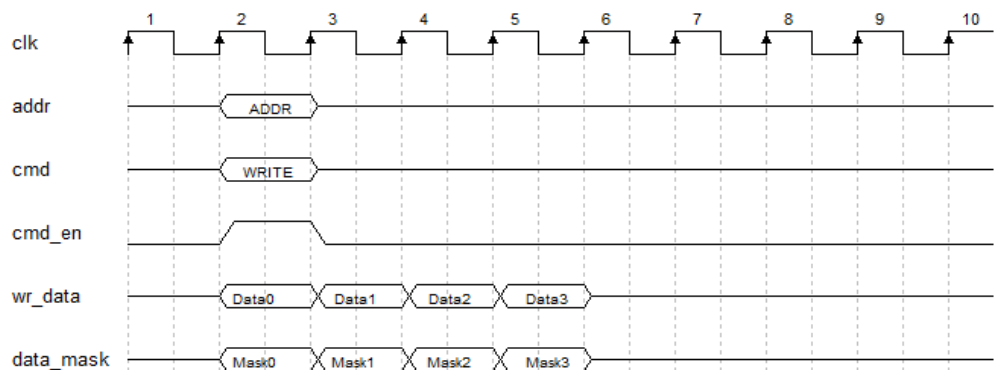 1 2 3 4 5 6 7 8 9 10
clk
addr ADDR
cmd WRITE
cmd_en
wr_data Data0 Data1 Data2 Data3
data_mask Mask0 Mask1 Mask2 Mask3